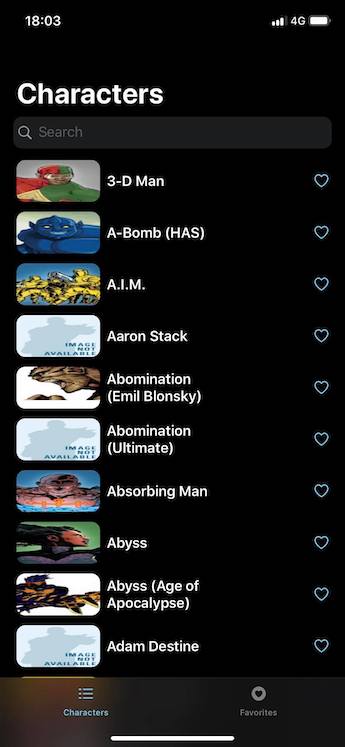 18:03
4G
Characters
Search
3-D Man
A-Bomb (HAS)
A.I.M.
IMAGE
NOT
AVAILABLE
Aaron Stack
Abomination
(Emil Blonsky)
IMAGE
NOT
AVAILABLE
Abomination
(Ultimate)
Absorbing Man
Abyss
Abyss (Age of
Apocalypse)
IMAGE
NOT
AVAILABLE
Adam Destine
Characters
Favorites